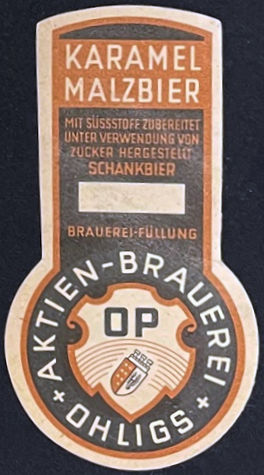 KARAMEL
MALZBIER
MIT SÜSSSTOFF ZUBEREITET
UNTER VERWENDUNG VON
ZUCKER HERGESTELLT
SCHANKBIER
BRAUEREI-FÜLLUNG
AKTIEN-BRAUEREI
OP
+ OHLIGS +